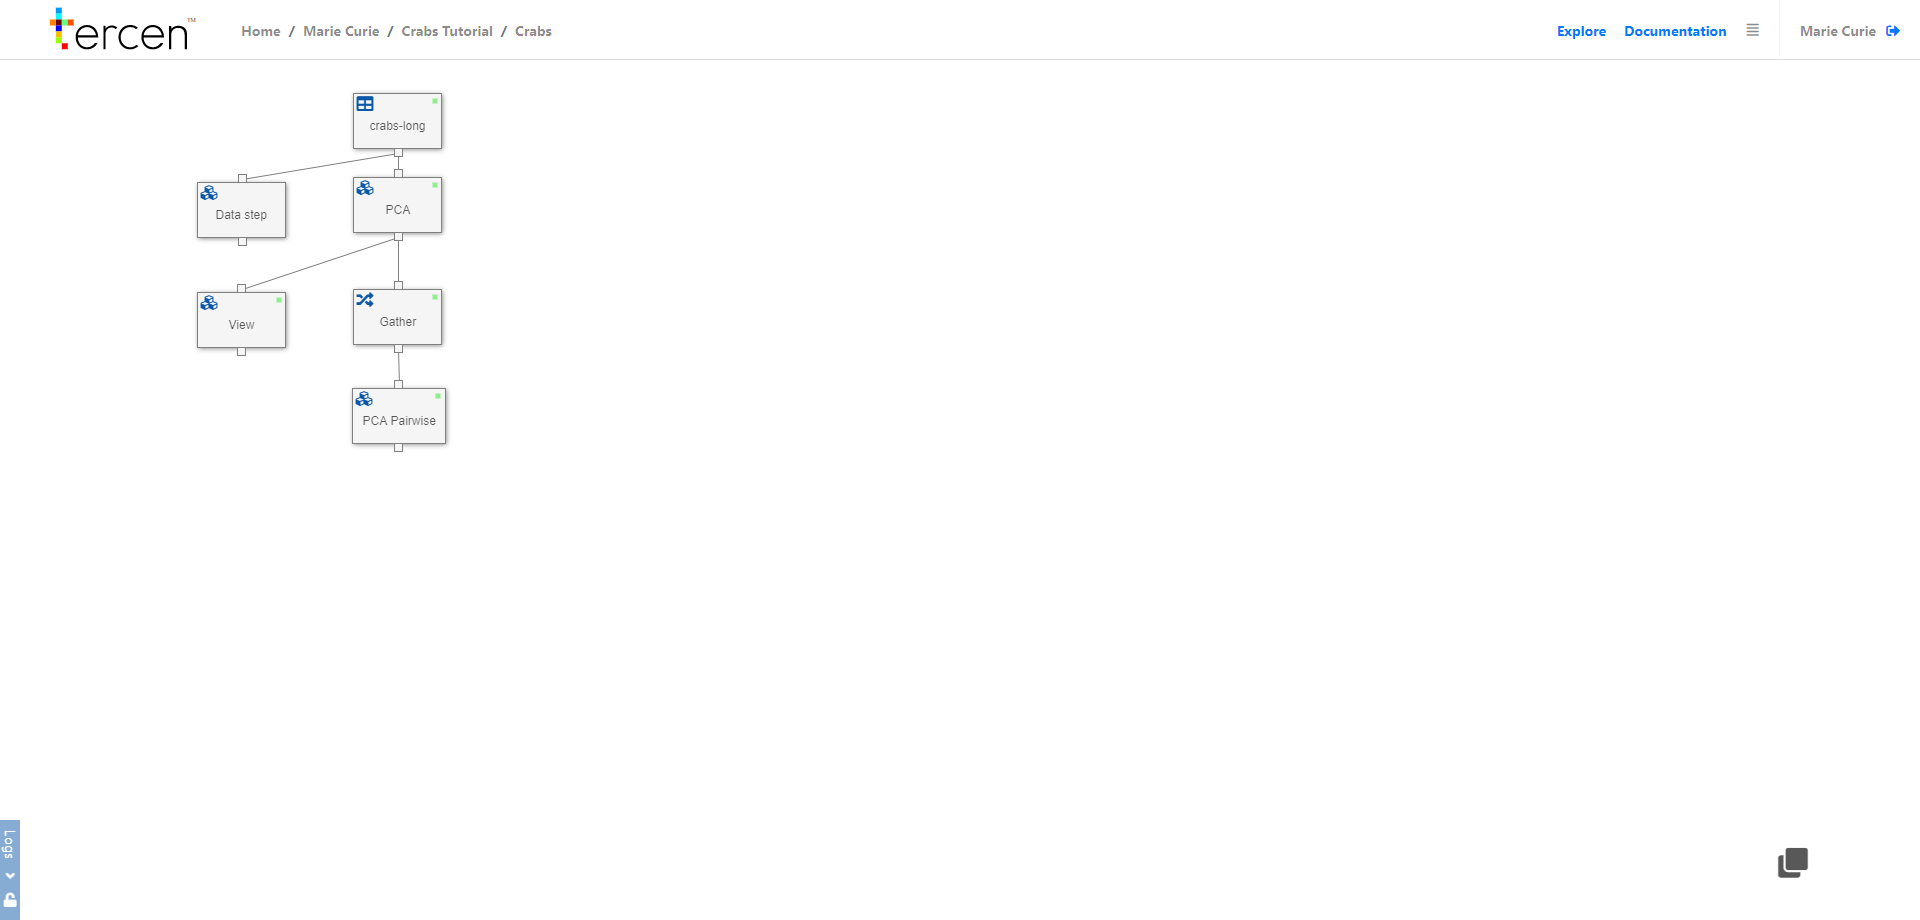 tercen™
Home / Marie Curie / Crabs Tutorial / Crabs
Explore Documentation Marie Curie
crabs-long
Data step
PCA
View
Gather
PCA Pairwise
Logs